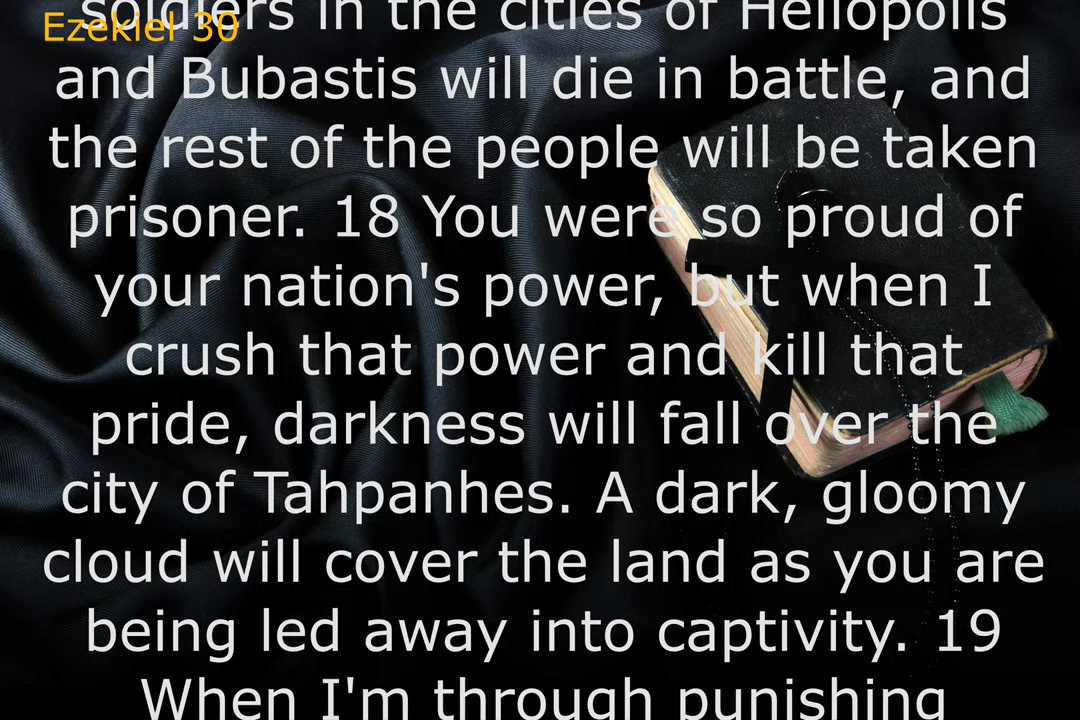 Ezekiel 30
soldiers in the cities of Heliopolis
and Bubastis will die in battle, and
the rest of the people will be taken
prisoner. 18 You were so proud of
your nation's power, but when I
crush that power and kill that
pride, darkness will fall over the
city of Tahpanhes. A dark, gloomy
cloud will cover the land as you are
being led away into captivity. 19
When I'm through punishing